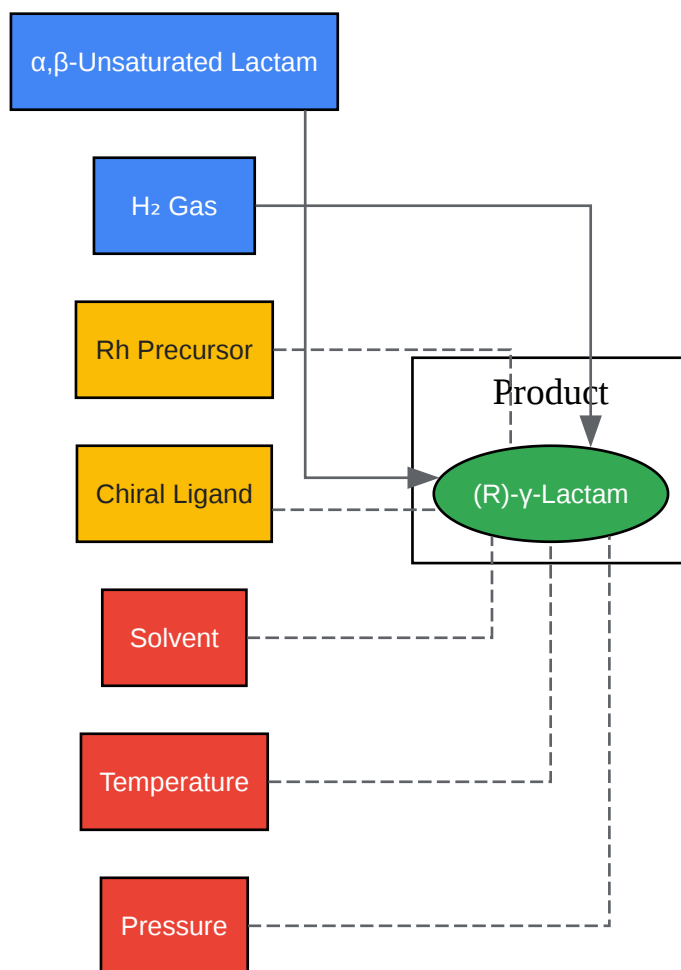 α,β-Unsaturated Lactam
H₂ Gas
Rh Precursor
Product
Chiral Ligand
(R)-γ-Lactam
Solvent
Temperature
Pressure